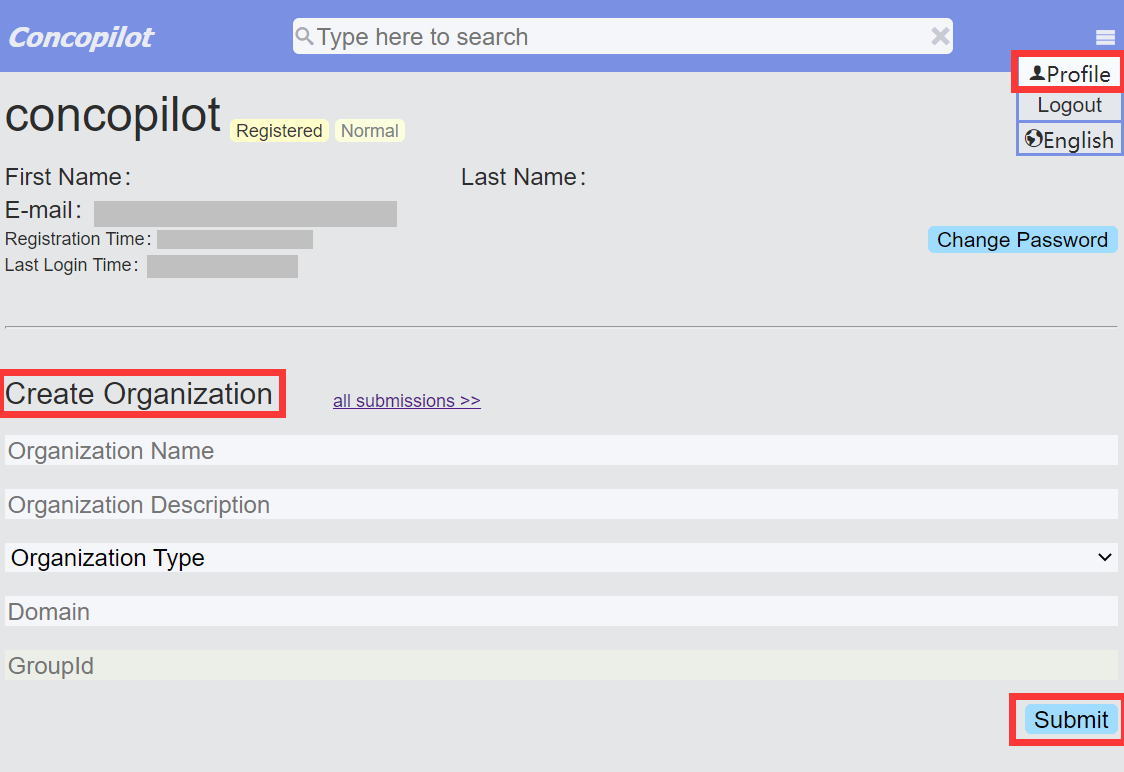 Concopilot
Type here to search
Profile
Logout
English
concopilot Registered Normal
First Name: Last Name:
E-mail:
Registration Time:
Change Password
Last Login Time:
Create Organization all submissions >>
Organization Name
Organization Description
Organization Type
Domain
GroupId
Submit